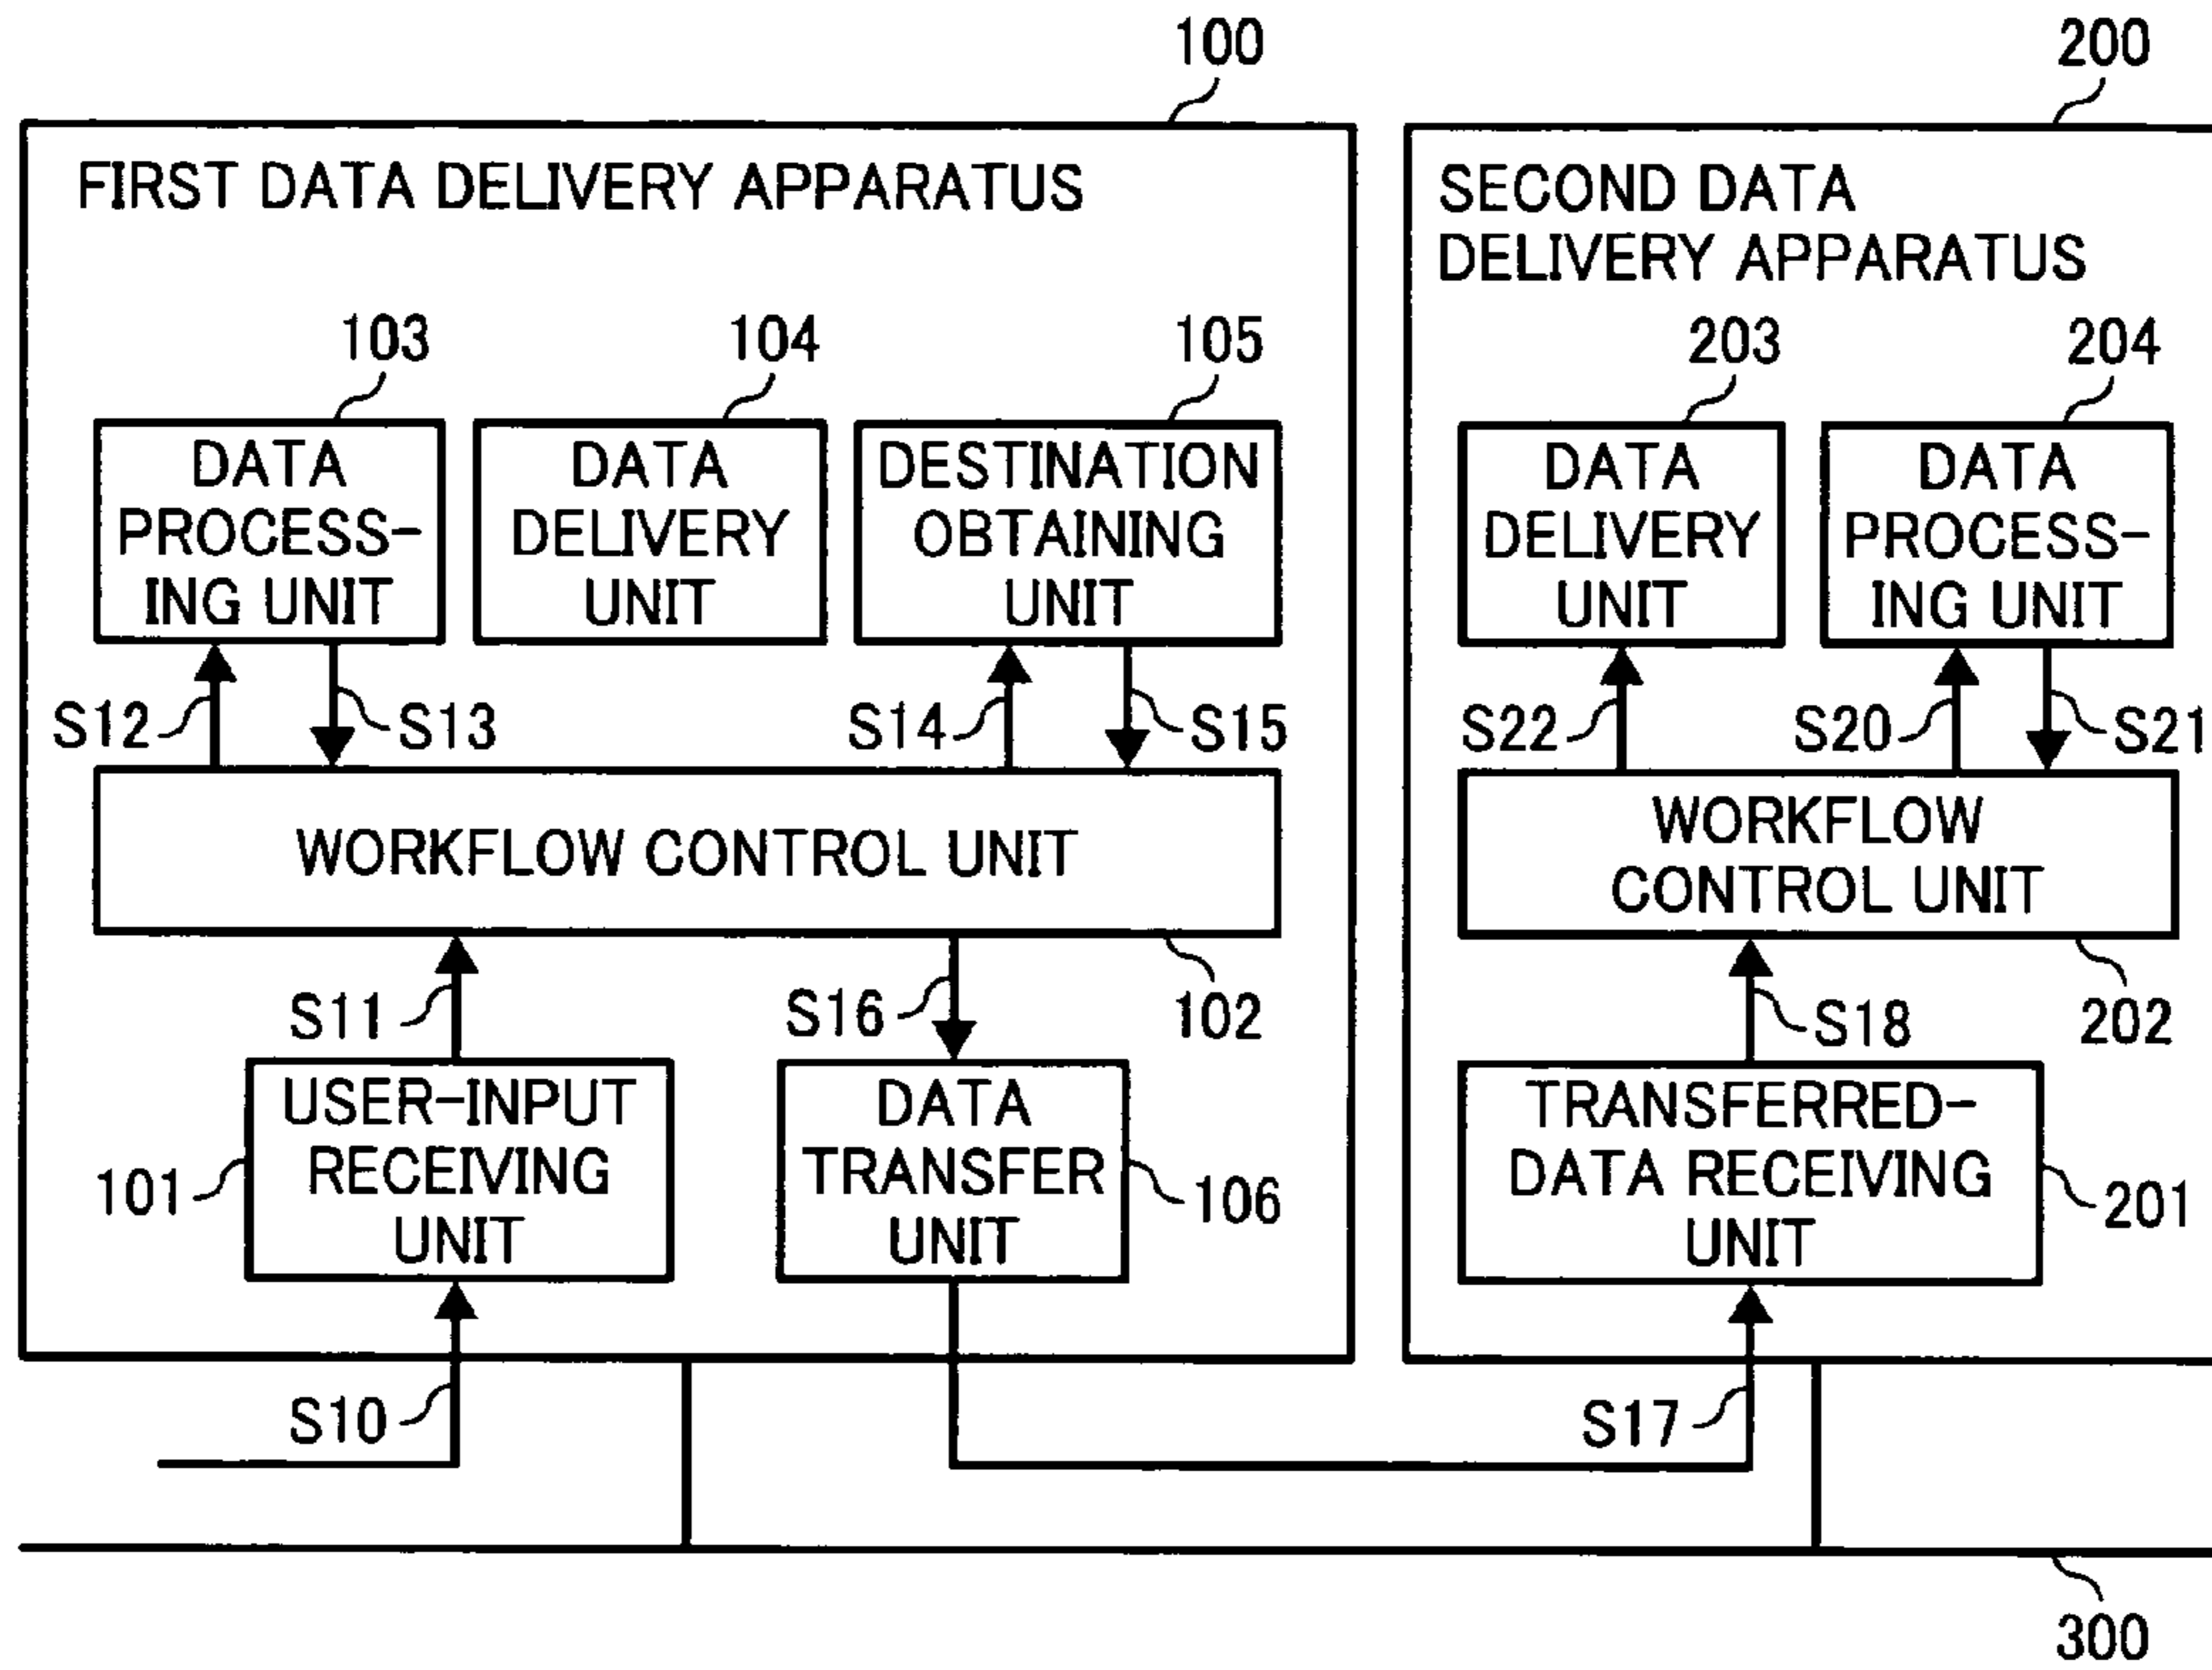 100
200
FIRST DATA DELIVERY APPARATUS
SECOND DATA
DELIVERY APPARATUS
103
104
105
203
204
DATA
PROCESS-
ING UNIT
DATA
DELIVERY
UNIT
DESTINATION
OBTAINING
UNIT
DATA
DELIVERY
UNIT
DATA
PROCESS-
ING UNIT
S12
S13
S14
S15
S22
S20
S21
WORKFLOW CONTROL UNIT
WORKFLOW
CONTROL UNIT
S11
S16
102
S18
202
USER-INPUT
RECEIVING
UNIT
101
DATA
TRANSFER
UNIT
106
TRANSFERRED-
DATA RECEIVING
UNIT
201
S10
S17
300